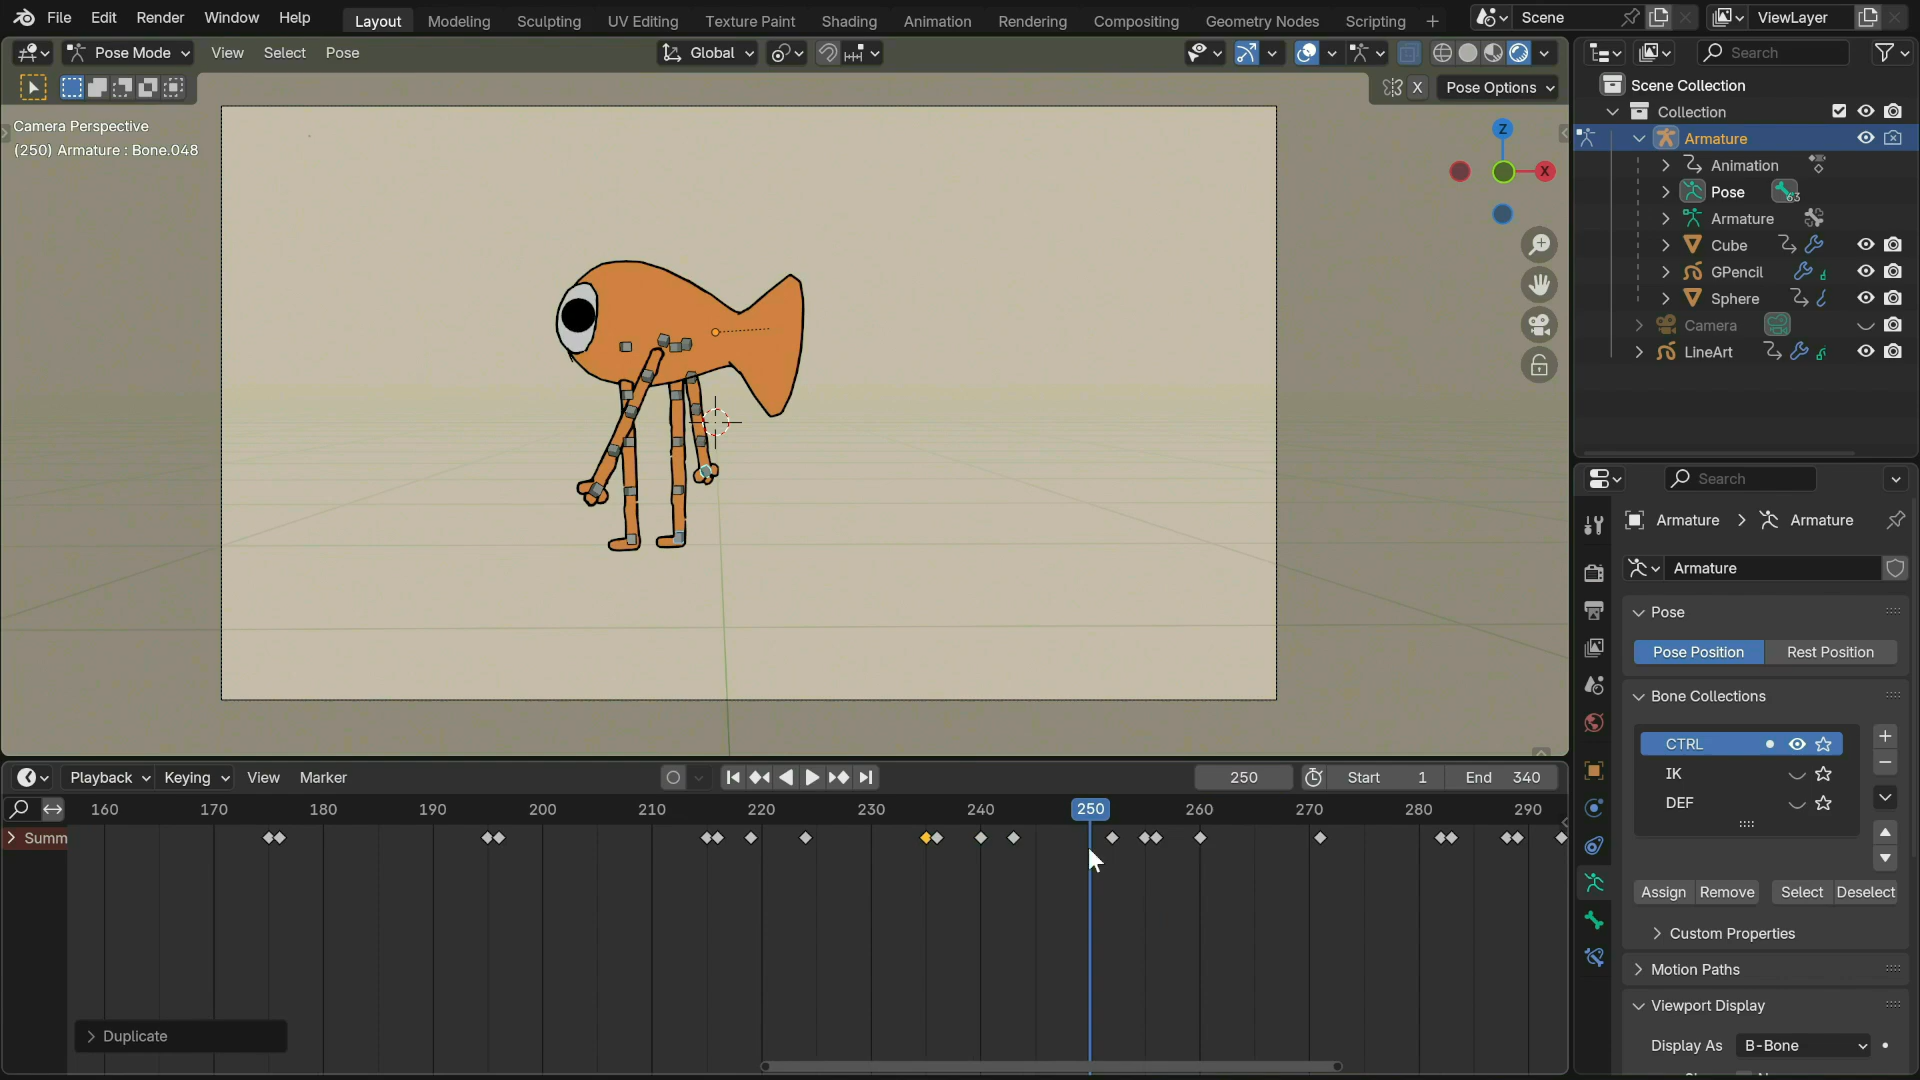 File Edit Render Window Help Layout Modeling Sculpting UV Editing Texture Paint Shading Animation Rendering Compositing Geometry Nodes Scripting + Scene ViewLayer
Pose Mode View Select Pose Global Search
X Pose Options
Camera Perspective
(250) Armature : Bone.048
Z
X
Scene Collection
Collection
Armature
Animation
Pose 63
Armature
Cube
GPencil
Sphere
Camera
LineArt
Search
Armature > Armature
Armature
Pose
Pose Position Rest Position
Bone Collections
CTRL
IK
DEF
Assign Remove Select Deselect
Custom Properties
Motion Paths
Viewport Display
Display As B-Bone
Playback Keying View Marker 250 Start 1 End 340
160 170 180 190 200 210 220 230 240 250 260 270 280 290
Summ
Duplicate